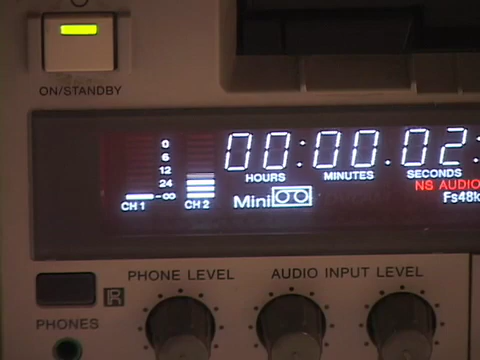 ON/STANDBY
0
6
12
24
-∞
CH 1
CH 2
00:00.02:
HOURS
MINUTES
SECONDS
NS AUDIO
Mini
Fs48k
PHONE LEVEL
AUDIO INPUT LEVEL
IR
PHONES